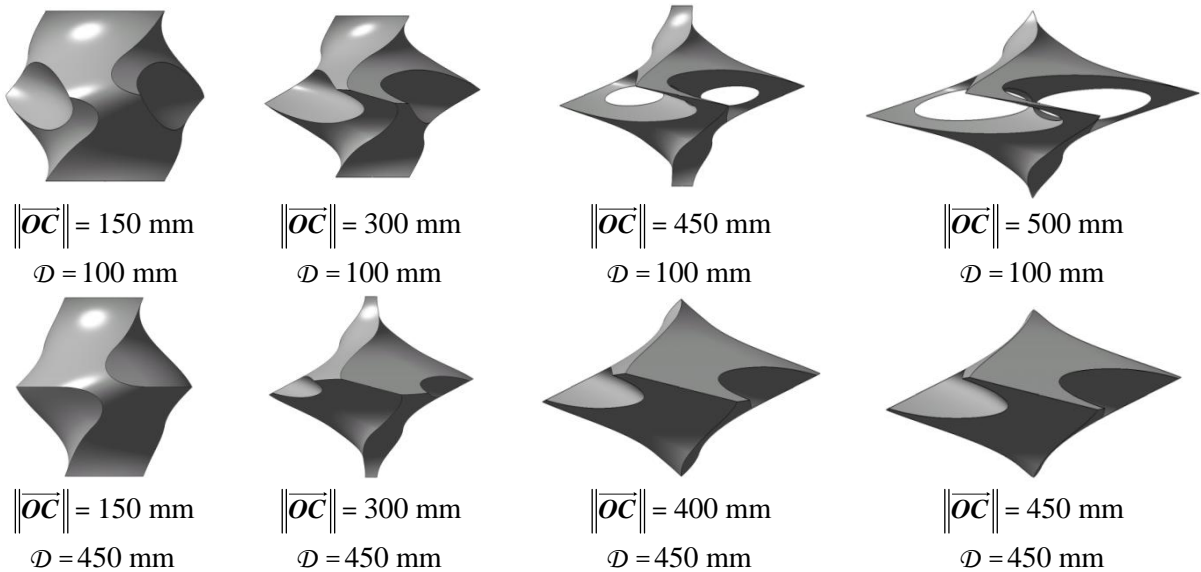 ‖OC‖ = 150 mm ‖OC‖ = 300 mm ‖OC‖ = 450 mm ‖OC‖ = 500 mm
𝒟 = 100 mm 𝒟 = 100 mm 𝒟 = 100 mm 𝒟 = 100 mm
‖OC‖ = 150 mm ‖OC‖ = 300 mm ‖OC‖ = 400 mm ‖OC‖ = 450 mm
𝒟 = 450 mm 𝒟 = 450 mm 𝒟 = 450 mm 𝒟 = 450 mm